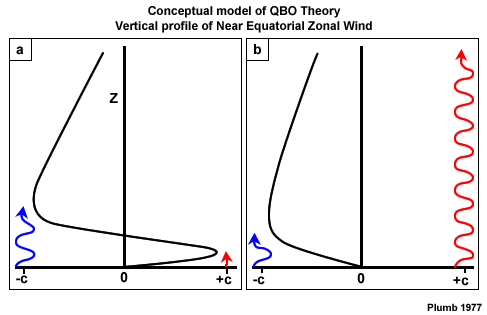 Conceptual model of QBO Theory
Vertical profile of Near Equatorial Zonal Wind
a
b
Z
-c 0 +c
-c 0 +c
Plumb 1977